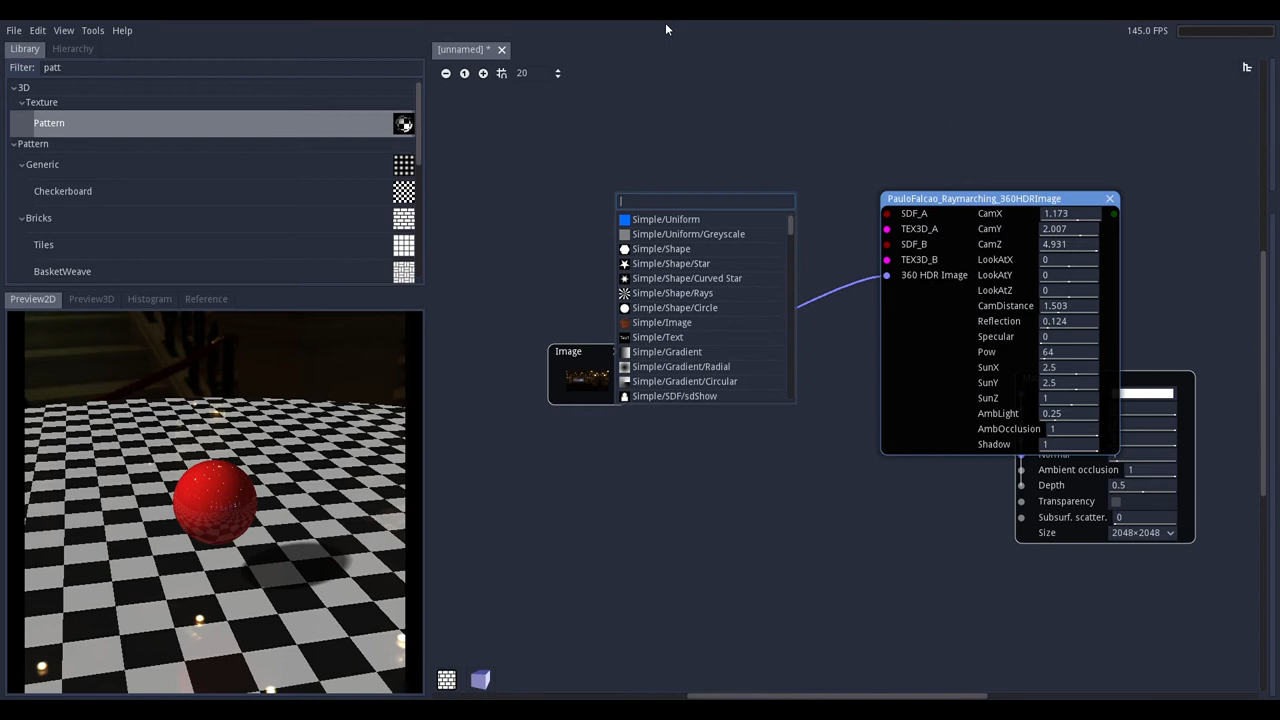 File Edit View Tools Help
145.0 FPS
Library Hierarchy
Filter: patt
3D
Texture
Pattern
Pattern
Generic
Checkerboard
Bricks
Tiles
BasketWeave
Preview2D Preview3D Histogram Reference
[unnamed] *
20
Image
Simple/Uniform
Simple/Uniform/Greyscale
Simple/Shape
Simple/Shape/Star
Simple/Shape/Curved Star
Simple/Shape/Rays
Simple/Shape/Circle
Simple/Image
Simple/Text
Simple/Gradient
Simple/Gradient/Radial
Simple/Gradient/Circular
Simple/SDF/sdShow
PauloFalcao_Raymarching_360HDRImage
SDF_A CamX 1.173
TEX3D_A CamY 2.007
SDF_B CamZ 4.931
TEX3D_B LookAtX 0
360 HDR Image LookAtY 0
LookAtZ 0
CamDistance 1.503
Reflection 0.124
Specular 0
Pow 64
SunX 2.5
SunY 2.5
SunZ 1
AmbLight 0.25
AmbOcclusion 1
Shadow 1
Ambient occlusion 1
Depth 0.5
Transparency
Subsurf. scatter. 0
Size 2048×2048